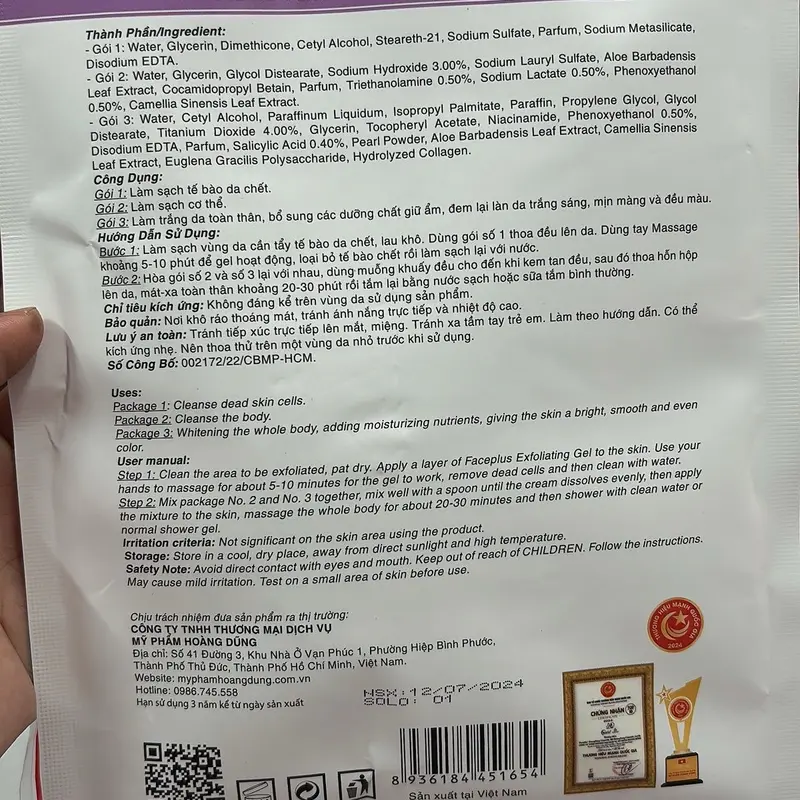 Thành Phần/Ingredient:
- Gói 1: Water, Glycerin, Dimethicone, Cetyl Alcohol, Steareth-21, Sodium Sulfate, Parfum, Sodium Metasilicate,
Disodium EDTA.
- Gói 2: Water, Glycerin, Glycol Distearate, Sodium Hydroxide 3.00%, Sodium Lauryl Sulfate, Aloe Barbadensis
Leaf Extract, Cocamidopropyl Betain, Parfum, Triethanolamine 0.50%, Sodium Lactate 0.50%, Phenoxyethanol
0.50%, Camellia Sinensis Leaf Extract.
- Gói 3: Water, Cetyl Alcohol, Paraffinum Liquidum, Isopropyl Palmitate, Paraffin, Propylene Glycol, Glycol
Distearate, Titanium Dioxide 4.00%, Glycerin, Tocopheryl Acetate, Niacinamide, Phenoxyethanol 0.50%,
Disodium EDTA, Parfum, Salicylic Acid 0.40%, Pearl Powder, Aloe Barbadensis Leaf Extract, Camellia Sinensis
Leaf Extract, Euglena Gracilis Polysaccharide, Hydrolyzed Collagen.
Công Dụng:
Gói 1: Làm sạch tế bào da chết.
Gói 2: Làm sạch cơ thể.
Gói 3: Làm trắng da toàn thân, bổ sung các dưỡng chất giữ ẩm, đem lại làn da trắng sáng, mịn màng và đều màu.
Hướng Dẫn Sử Dụng:
Bước 1: Làm sạch vùng da cần tẩy tế bào da chết, lau khô. Dùng gói số 1 thoa đều lên da. Dùng tay Massage
khoảng 5-10 phút để gel hoạt động, loại bỏ tế bào chết rồi làm sạch lại với nước.
Bước 2: Hòa gói số 2 và số 3 lại với nhau, dùng muỗng khuấy đều cho đến khi kem tan đều, sau đó thoa hỗn hợp
lên da, mát-xa toàn thân khoảng 20-30 phút rồi tắm lại bằng nước sạch hoặc sữa tắm bình thường.
Chỉ tiêu kích ứng: Không đáng kể trên vùng da sử dụng sản phẩm.
Bảo quản: Nơi khô ráo thoáng mát, tránh ánh nắng trực tiếp và nhiệt độ cao.
Lưu ý an toàn: Tránh tiếp xúc trực tiếp lên mắt, miệng. Tránh xa tầm tay trẻ em. Làm theo hướng dẫn. Có thể
kích ứng nhẹ. Nên thoa thử trên một vùng da nhỏ trước khi sử dụng.
Số Công Bố: 002172/22/CBMP-HCM.
Uses:
Package 1: Cleanse dead skin cells.
Package 2: Cleanse the body.
Package 3: Whitening the whole body, adding moisturizing nutrients, giving the skin a bright, smooth and even
color.
User manual:
Step 1: Clean the area to be exfoliated, pat dry. Apply a layer of Faceplus Exfoliating Gel to the skin. Use your
hands to massage for about 5-10 minutes for the gel to work, remove dead cells and then clean with water.
Step 2: Mix package No. 2 and No. 3 together, mix well with a spoon until the cream dissolves evenly, then apply
the mixture to the skin, massage the whole body for about 20-30 minutes and then shower with clean water or
normal shower gel.
Irritation criteria: Not significant on the skin area using the product.
Storage: Store in a cool, dry place, away from direct sunlight and high temperature.
Safety Note: Avoid direct contact with eyes and mouth. Keep out of reach of CHILDREN. Follow the instructions.
May cause mild irritation. Test on a small area of skin before use.
Chịu trách nhiệm đưa sản phẩm ra thị trường:
CÔNG TY TNHH THƯƠNG MẠI DỊCH VỤ
MỸ PHẨM HOÀNG DŨNG
Địa chỉ: Số 41 Đường 3, Khu Nhà Ở Vạn Phúc 1, Phường Hiệp Bình Phước,
Thành Phố Thủ Đức, Thành Phố Hồ Chí Minh, Việt Nam.
Website: myphamhoangdung.com.vn
Hotline: 0986.745.558
Hạn sử dụng 3 năm kể từ ngày sản xuất
NSX: 12/07/2024
SOLO: 01
THƯƠNG HIỆU MẠNH QUỐC GIA
2024
CHỨNG NHẬN
THƯƠNG HIỆU MẠNH QUỐC GIA
8 936184 451654
Sản xuất tại Việt Nam